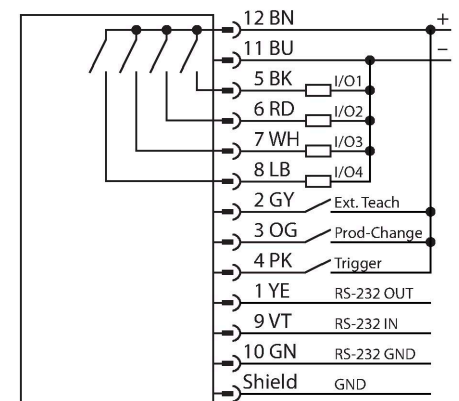 12 BN +
11 BU −
5 BK I/O1
6 RD I/O2
7 WH I/O3
8 LB I/O4
2 GY Ext. Teach
3 OG Prod-Change
4 PK Trigger
1 YE RS-232 OUT
9 VT RS-232 IN
10 GN RS-232 GND
Shield GND